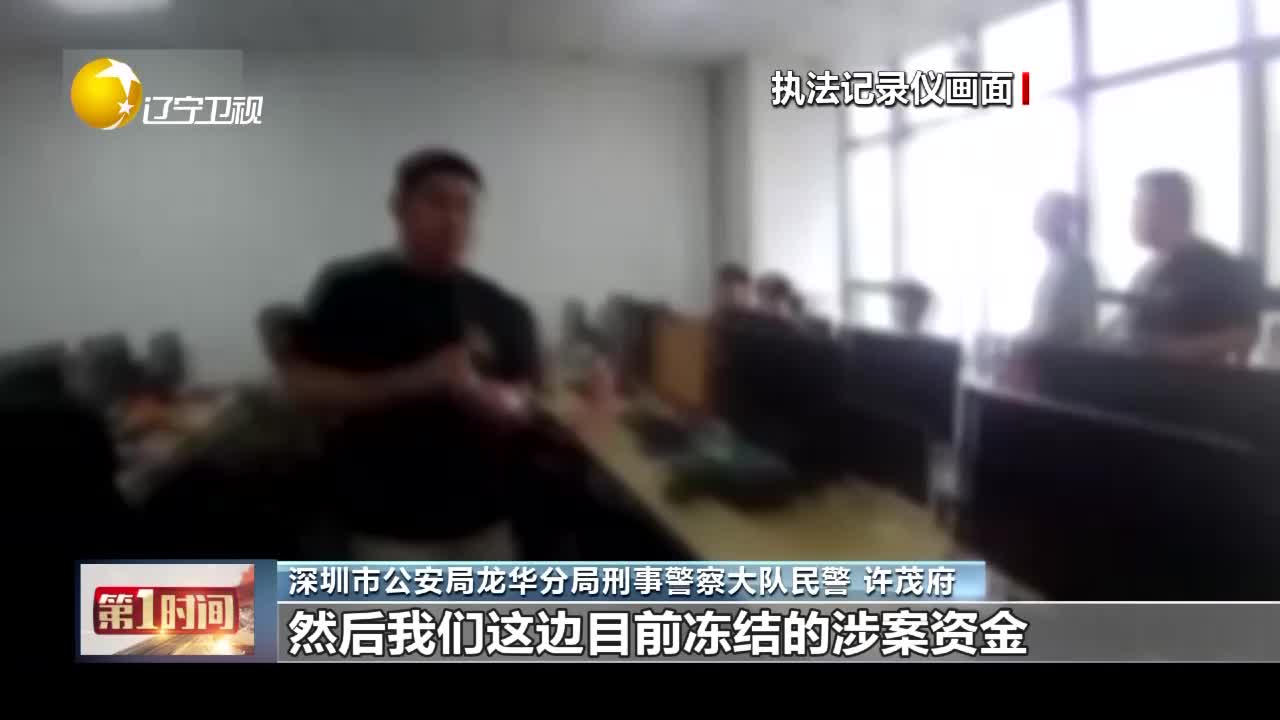 辽宁卫视
执法记录仪画面
深圳市公安局龙华分局刑事警察大队民警 许茂府
第1时间
然后我们这边目前冻结的涉案资金